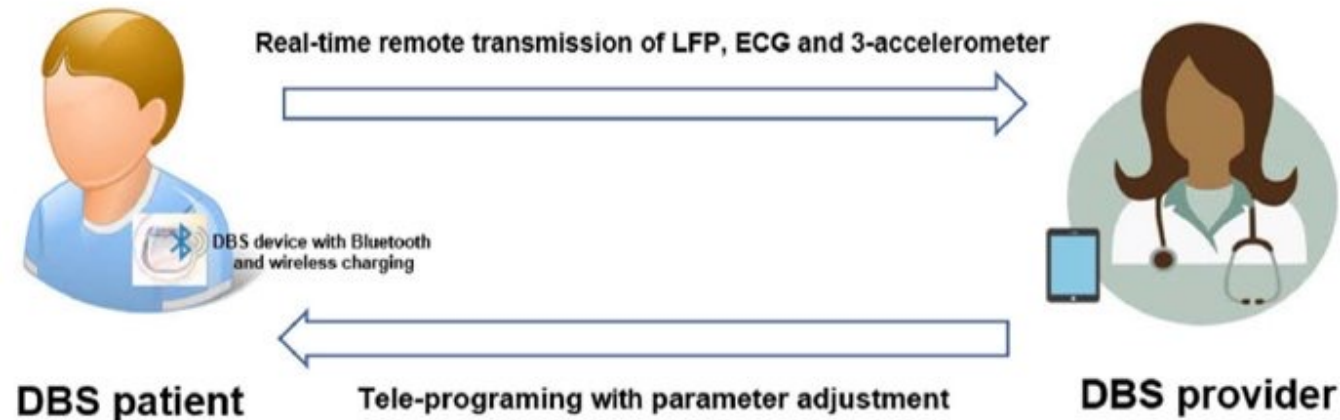 Real-time remote transmission of LFP, ECG and 3-accelerometer
DBS device with Bluetooth
and wireless charging
DBS patient
Tele-programing with parameter adjustment
DBS provider